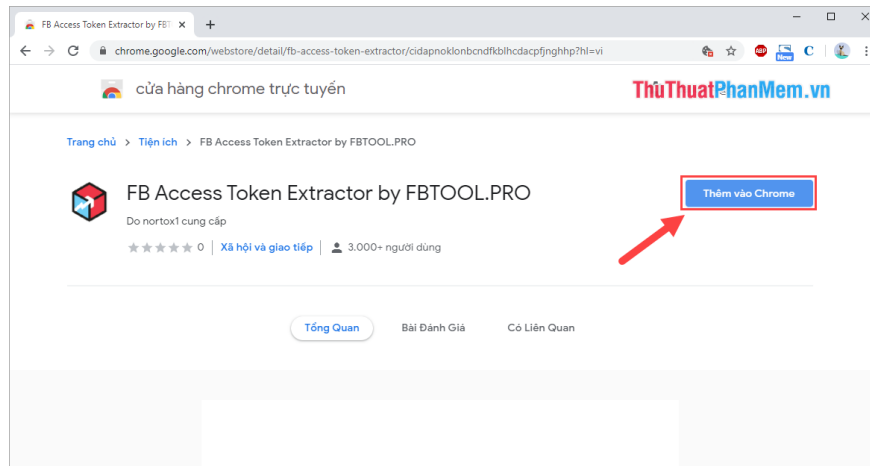 FB Access Token Extractor by FBT
chrome.google.com/webstore/detail/fb-access-token-extractor/cidapnoklonbcndfkblhcdacpfjnghhp?hl=vi
ABP
New
C
cửa hàng chrome trực tuyến
ThủThuatPhanMem.vn
Trang chủ > Tiện ích > FB Access Token Extractor by FBTOOL.PRO
FB Access Token Extractor by FBTOOL.PRO
Thêm vào Chrome
Do nortox1 cung cấp
0 Xã hội và giao tiếp 3.000+ người dùng
Tổng Quan Bài Đánh Giá Có Liên Quan